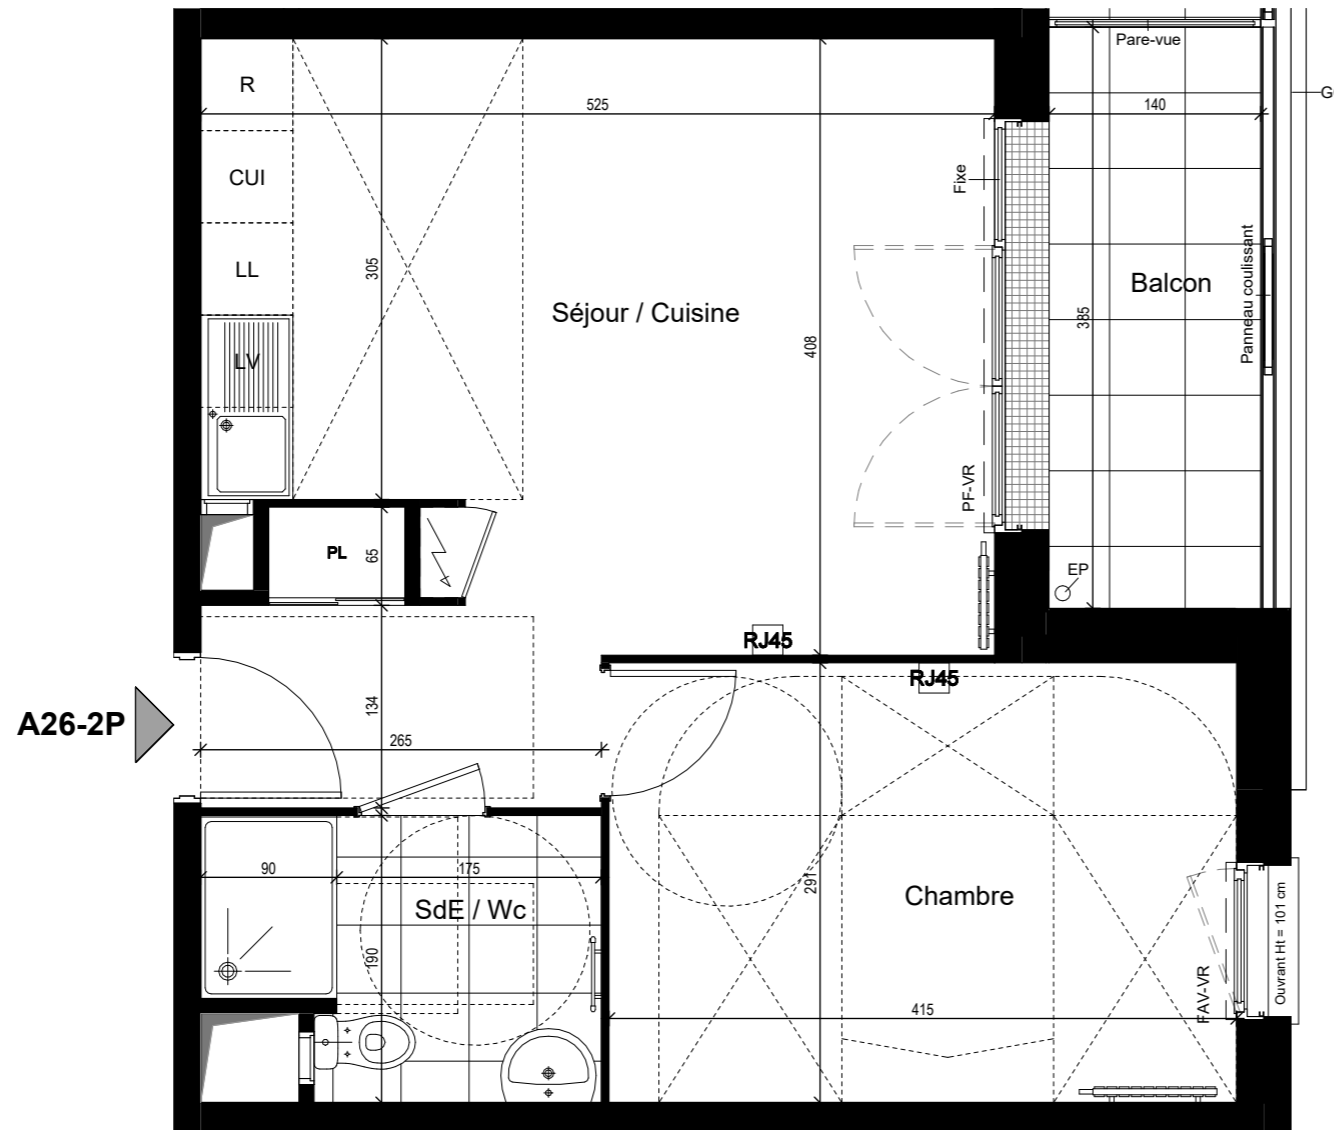 Pare-vue
R
525
140
G
CUI
Fixe
LL
305
Séjour / Cuisine
408
Balcon
385
Panneau coulissant
LV
PF-VR
PL
65
EP
RJ45
RJ45
A26-2P
134
265
90
175
SdE / Wc
190
291
Chambre
FAV-VR
Ouvrant Ht = 101 cm
415